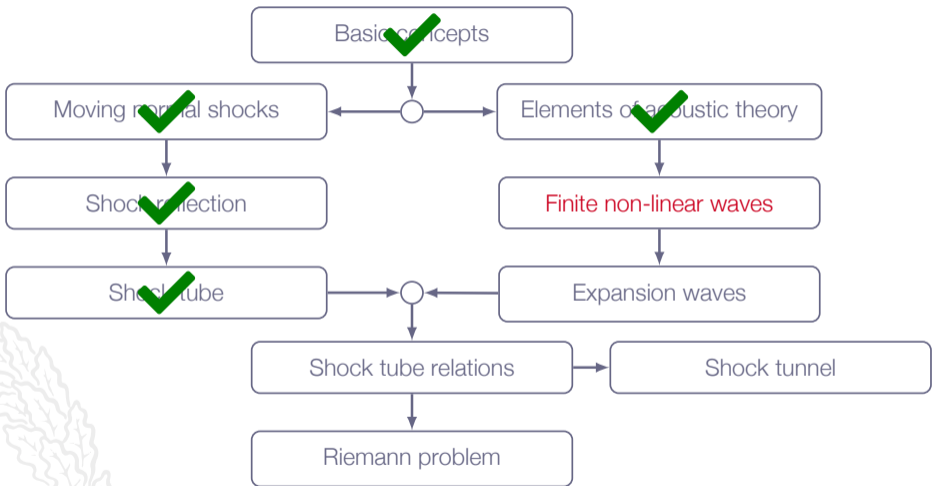 Basic concepts
Moving normal shocks
Elements of acoustic theory
Shock reflection
Finite non-linear waves
Shock tube
Expansion waves
Shock tube relations
Shock tunnel
Riemann problem